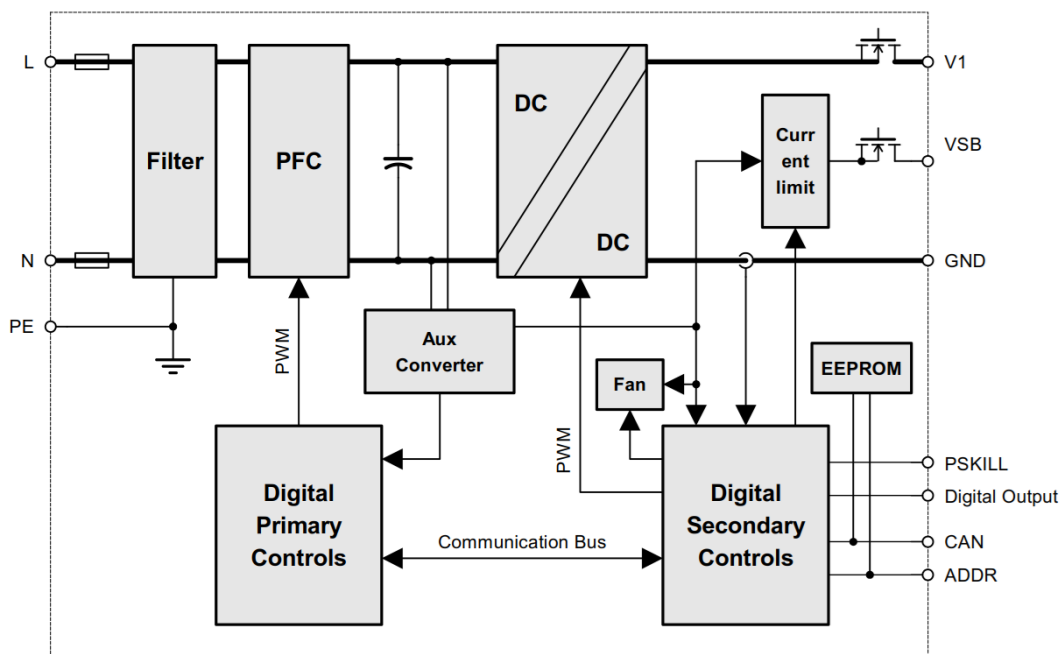 L
V1
DC
Curr
ent
limit
VSB
Filter
PFC
DC
N
GND
PE
PWM
Aux
Converter
EEPROM
Fan
PWM
PSKILL
Digital
Primary
Controls
Digital
Secondary
Controls
Digital Output
Communication Bus
CAN
ADDR